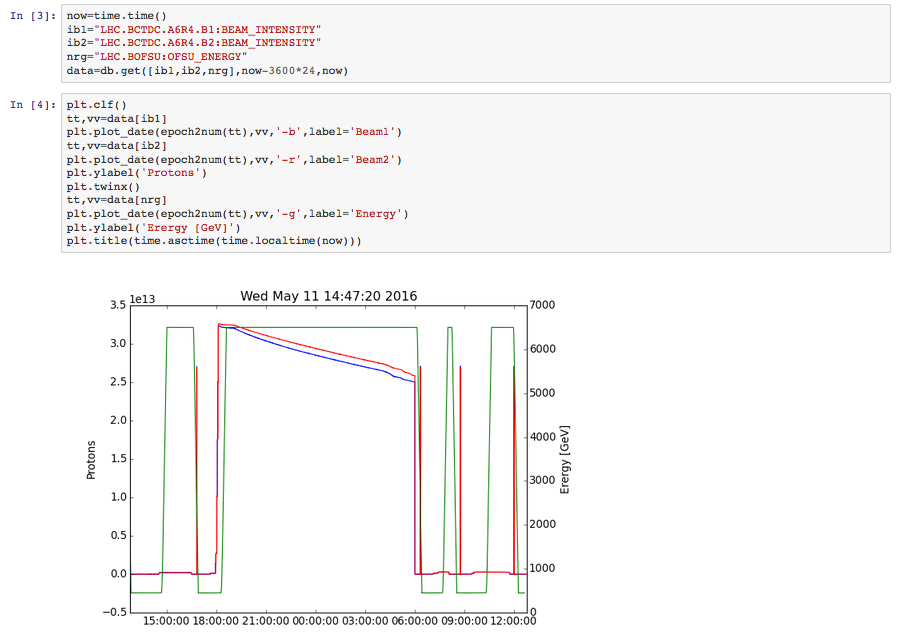 In [3]: now=time.time()
ib1="LHC.BCTDC.A6R4.B1:BEAM_INTENSITY"
ib2="LHC.BCTDC.A6R4.B2:BEAM_INTENSITY"
nrg="LHC.BOFSU:OFSU_ENERGY"
data=db.get([ib1,ib2,nrg],now-3600*24,now)
In [4]: plt.clf()
tt,vv=data[ib1]
plt.plot_date(epoch2num(tt),vv,'-b',label='Beam1')
tt,vv=data[ib2]
plt.plot_date(epoch2num(tt),vv,'-r',label='Beam2')
plt.ylabel('Protons')
plt.twinx()
tt,vv=data[nrg]
plt.plot_date(epoch2num(tt),vv,'-g',label='Energy')
plt.ylabel('Erergy [GeV]')
plt.title(time.asctime(time.localtime(now)))
Wed May 11 14:47:20 2016
1e13
3.5
3.0
2.5
2.0
1.5
1.0
0.5
0.0
−0.5
Protons
7000
6000
5000
4000
3000
2000
1000
0
Erergy [GeV]
15:00:00 18:00:00 21:00:00 00:00:00 03:00:00 06:00:00 09:00:00 12:00:00